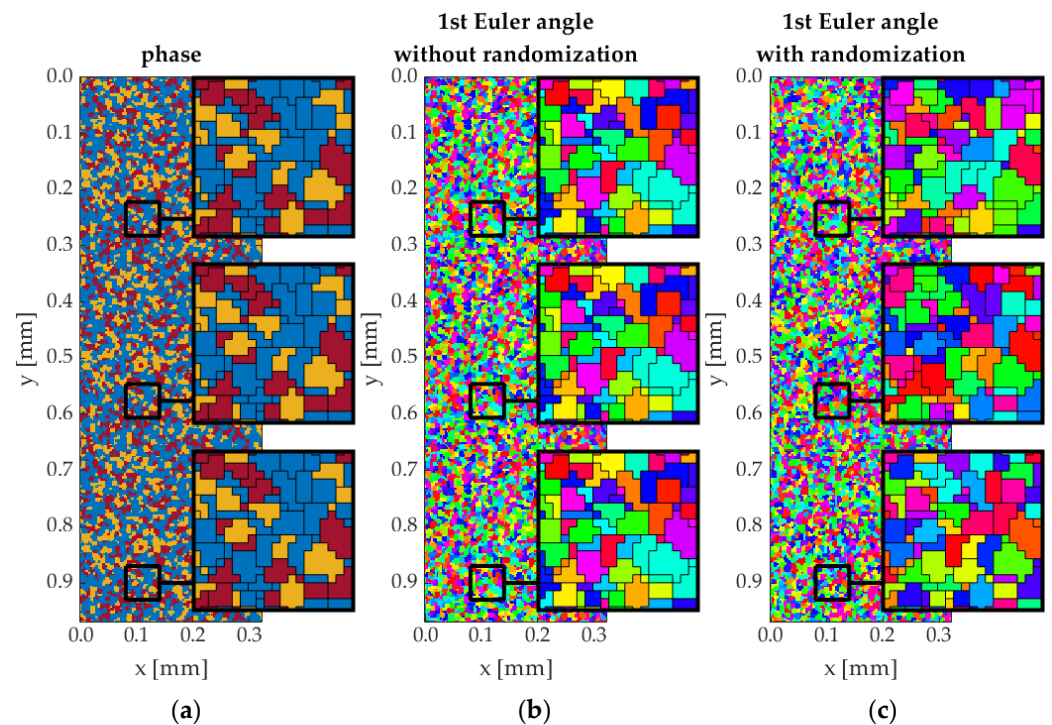 phase
1st Euler angle
without randomization
1st Euler angle
with randomization
0.0
0.1
0.2
0.3
0.4
0.5
0.6
0.7
0.8
0.9
y [mm]
0.0 0.1 0.2 0.3
x [mm]
(a)
0.0
0.1
0.2
0.3
0.4
0.5
0.6
0.7
0.8
0.9
y [mm]
0.0 0.1 0.2 0.3
x [mm]
(b)
0.0
0.1
0.2
0.3
0.4
0.5
0.6
0.7
0.8
0.9
y [mm]
0.0 0.1 0.2 0.3
x [mm]
(c)